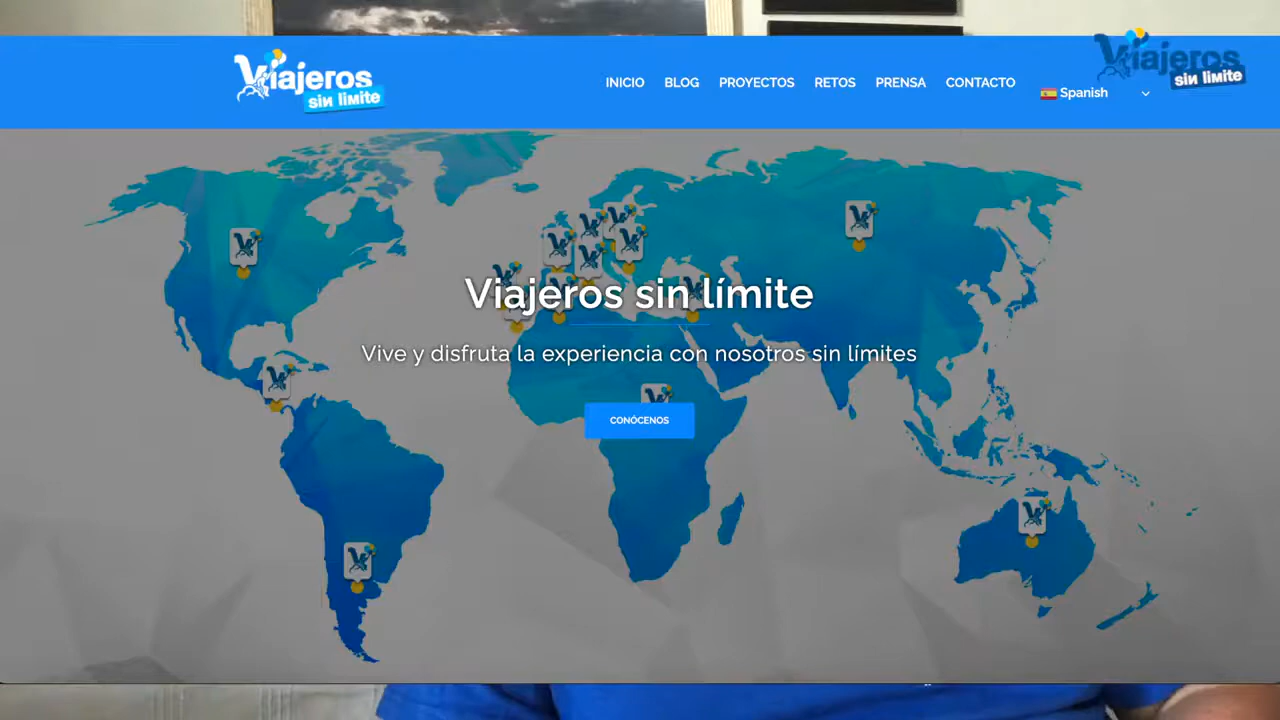 Viajeros
sin límite
INICIO BLOG PROYECTOS RETOS PRENSA CONTACTO
Spanish
Viajeros
sin límite
Viajeros sin límite
Vive y disfruta la experiencia con nosotros sin límites
CONÓCENOS